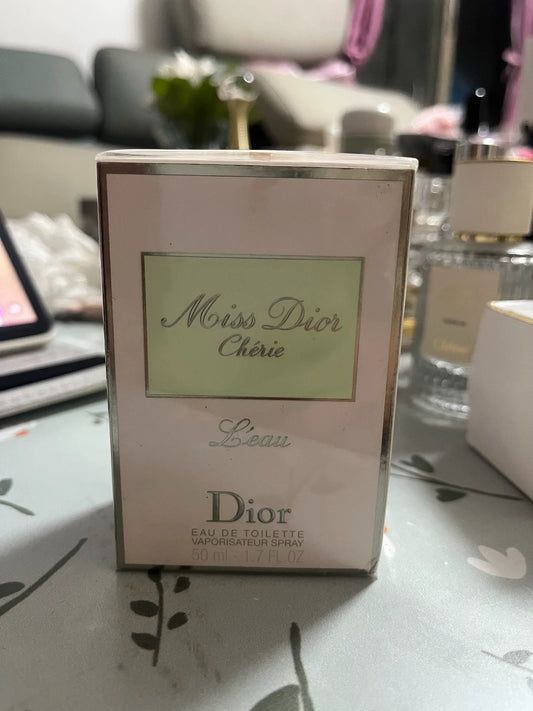 Miss Dior
Chérie
L'eau
Dior
EAU DE TOILETTE
VAPORISATEUR SPRAY
50 ml - 1.7 FL OZ